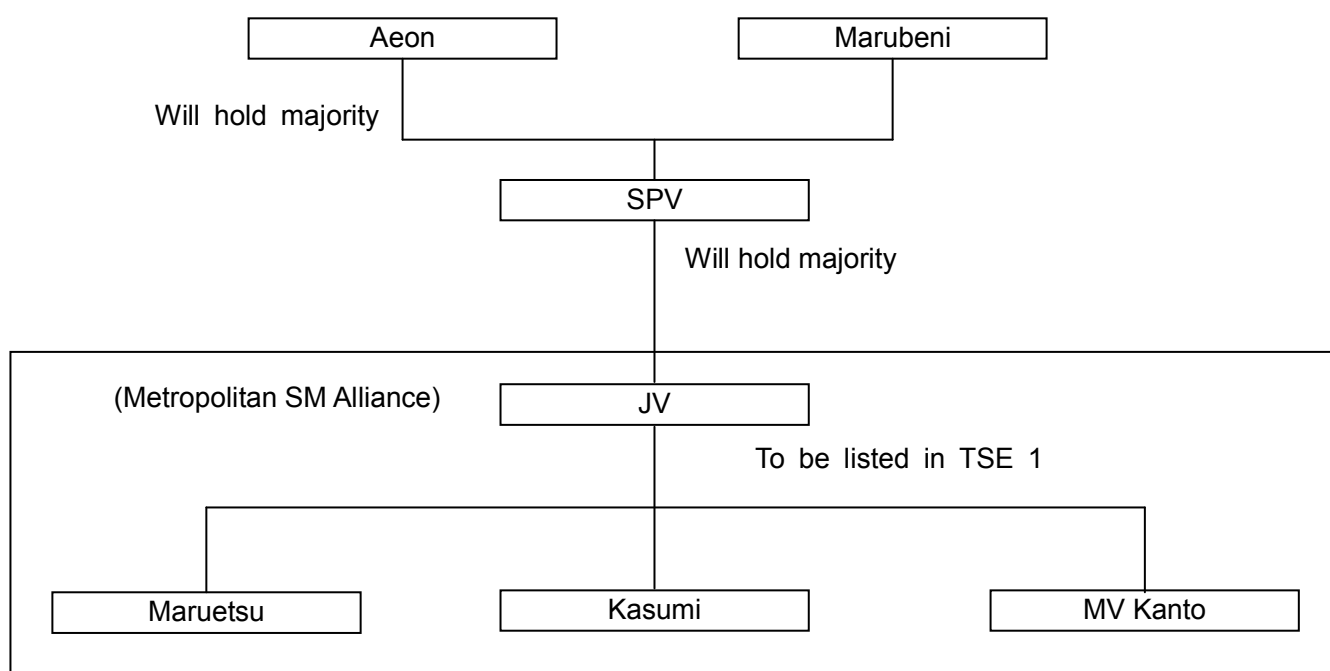 Aeon
Marubeni
Will hold majority
SPV
Will hold majority
(Metropolitan SM Alliance)
JV
To be listed in TSE 1
Maruetsu
Kasumi
MV Kanto